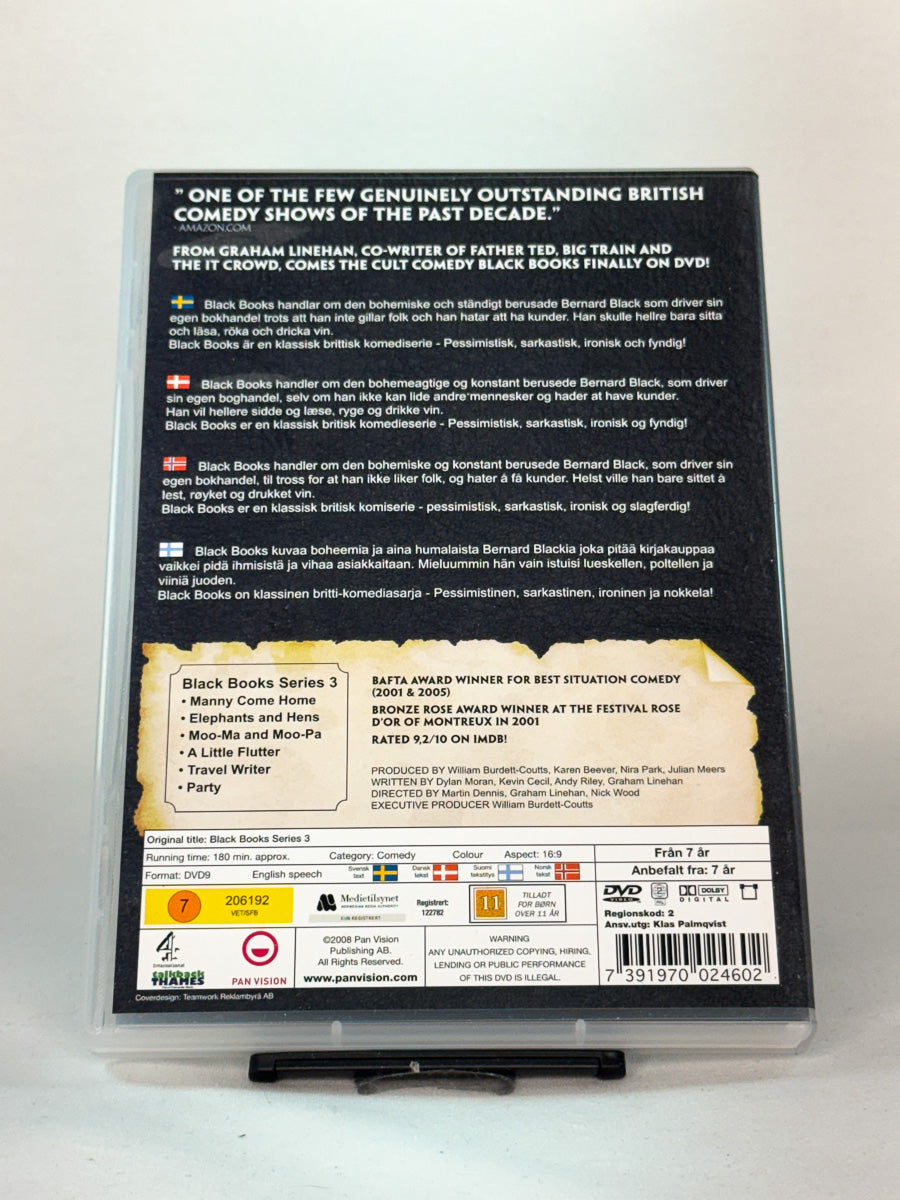 ” ONE OF THE FEW GENUINELY OUTSTANDING BRITISH
COMEDY SHOWS OF THE PAST DECADE.”
- AMAZON.COM
FROM GRAHAM LINEHAN, CO-WRITER OF FATHER TED, BIG TRAIN AND
THE IT CROWD, COMES THE CULT COMEDY BLACK BOOKS FINALLY ON DVD!
Black Books handlar om den bohemiske och ständigt berusade Bernard Black som driver sin
egen bokhandel trots att han inte gillar folk och han hatar att ha kunder. Han skulle hellre bara sitta
och läsa, röka och dricka vin.
Black Books är en klassisk brittisk komediserie - Pessimistisk, sarkastisk, ironisk och fyndig!
Black Books handler om den bohemeagtige og konstant berusede Bernard Black, som driver
sin egen boghandel, selv om han ikke kan lide andre mennesker og hader at have kunder.
Han vil hellere sidde og læse, ryge og drikke vin.
Black Books er en klassisk britisk komedieserie - Pessimistisk, sarkastisk, ironisk og fyndig!
Black Books handler om den bohemiske og konstant berusede Bernard Black, som driver sin
egen bokhandel, til tross for at han ikke liker folk, og hater å få kunder. Helst ville han bare sittet å
lest, røyket og drukket vin.
Black Books er en klassisk britisk komiserie - pessimistisk, sarkastisk, ironisk og slagferdig!
Black Books kuvaa boheemia ja aina humalaista Bernard Blackia joka pitää kirjakauppaa
vaikkei pidä ihmisistä ja vihaa asiakkaitaan. Mieluummin hän vain istuisi lueskellen, poltellen ja
viiniä juoden.
Black Books on klassinen britti-komediasarja - Pessimistinen, sarkastinen, ironinen ja nokkela!
Black Books Series 3
• Manny Come Home
• Elephants and Hens
• Moo-Ma and Moo-Pa
• A Little Flutter
• Travel Writer
• Party
BAFTA AWARD WINNER FOR BEST SITUATION COMEDY
(2001 & 2005)
BRONZE ROSE AWARD WINNER AT THE FESTIVAL ROSE
D'OR OF MONTREUX IN 2001
RATED 9,2/10 ON IMDB!
PRODUCED BY William Burdett-Coutts, Karen Beever, Nira Park, Julian Meers
WRITTEN BY Dylan Moran, Kevin Cecil, Andy Riley, Graham Linehan
DIRECTED BY Martin Dennis, Graham Linehan, Nick Wood
EXECUTIVE PRODUCER William Burdett-Coutts
Original title: Black Books Series 3
Running time: 180 min. approx. Category: Comedy Colour Aspect: 16:9
Format: DVD9 English speech Svensk text Dansk tekst Suomi tekstitys Norsk tekst
Från 7 år
Anbefalt fra: 7 år
7 206192
VET/SFB
Medietilsynet
NORWEGIAN MEDIA AUTHORITY
KUN REGISTRERT
Registrert:
122782
11
TILLADT
FOR BØRN
OVER 11 ÅR
DVD VIDEO
DOLBY
DIGITAL
Regionskod: 2
Ansv.utg: Klas Palmqvist
4
International
talkback
THAMES
PAN VISION
©2008 Pan Vision
Publishing AB.
All Rights Reserved.
www.panvision.com
WARNING
ANY UNAUTHORIZED COPYING, HIRING,
LENDING OR PUBLIC PERFORMANCE
OF THIS DVD IS ILLEGAL.
7 391970 024602
Coverdesign: Teamwork Reklambyrå AB